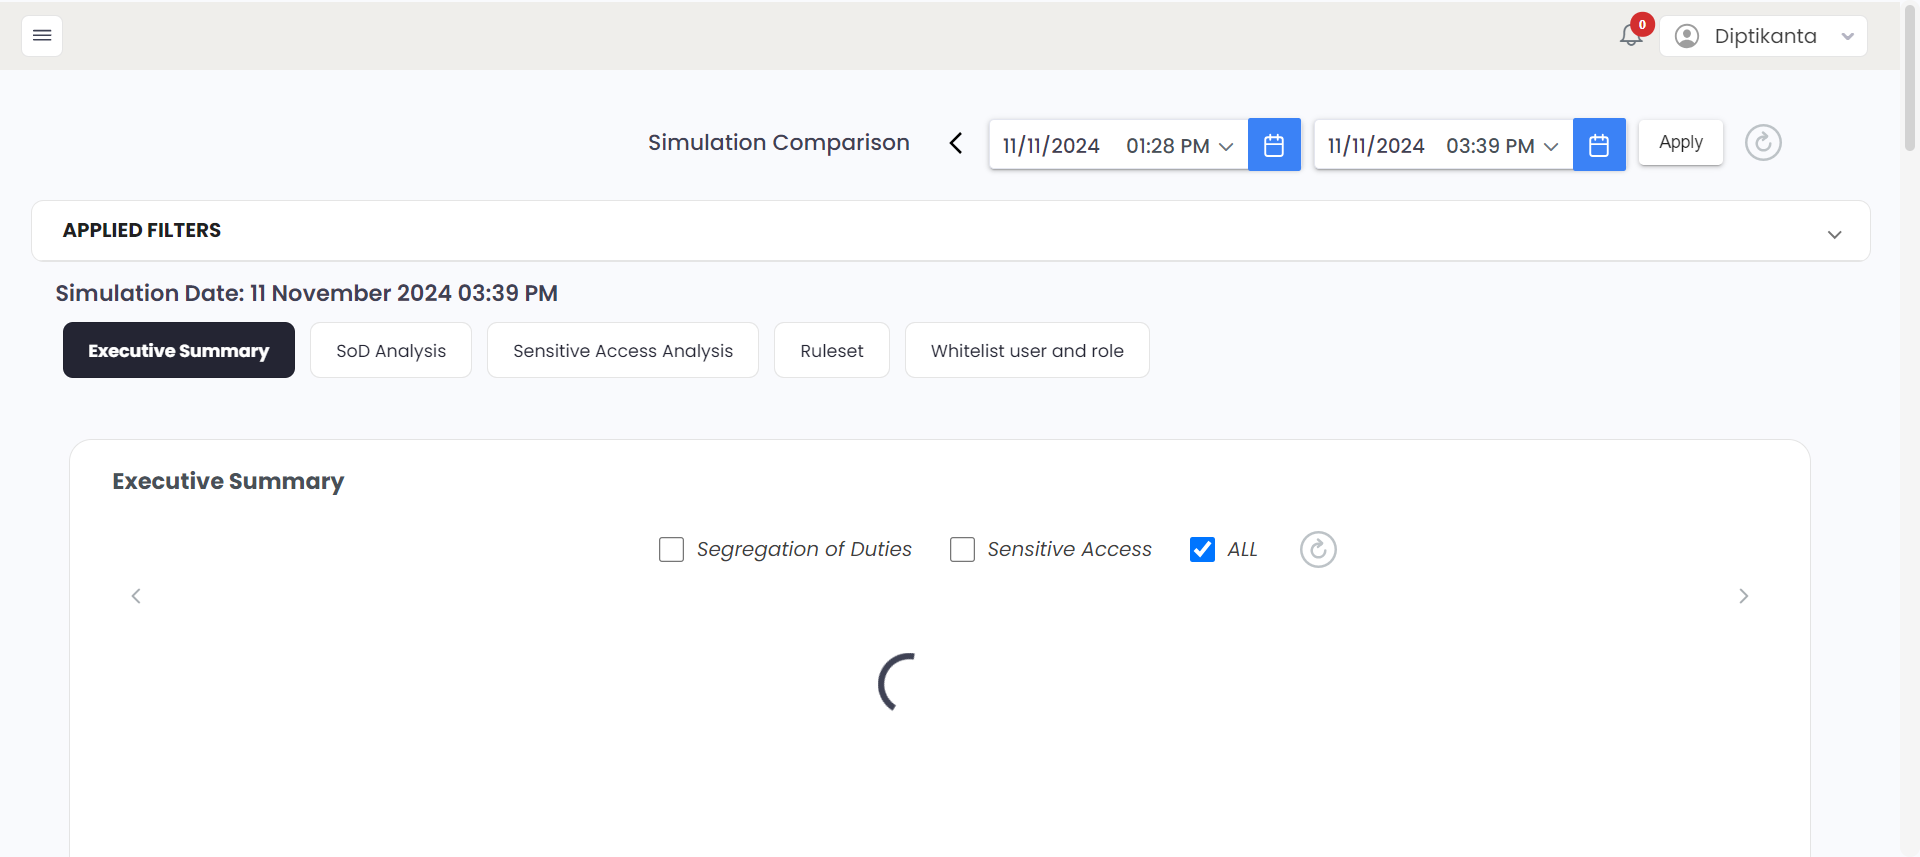 0
Diptikanta
Simulation Comparison
11/11/2024 01:28 PM
11/11/2024 03:39 PM
Apply
APPLIED FILTERS
Simulation Date: 11 November 2024 03:39 PM
Executive Summary
SoD Analysis
Sensitive Access Analysis
Ruleset
Whitelist user and role
Executive Summary
Segregation of Duties
Sensitive Access
ALL